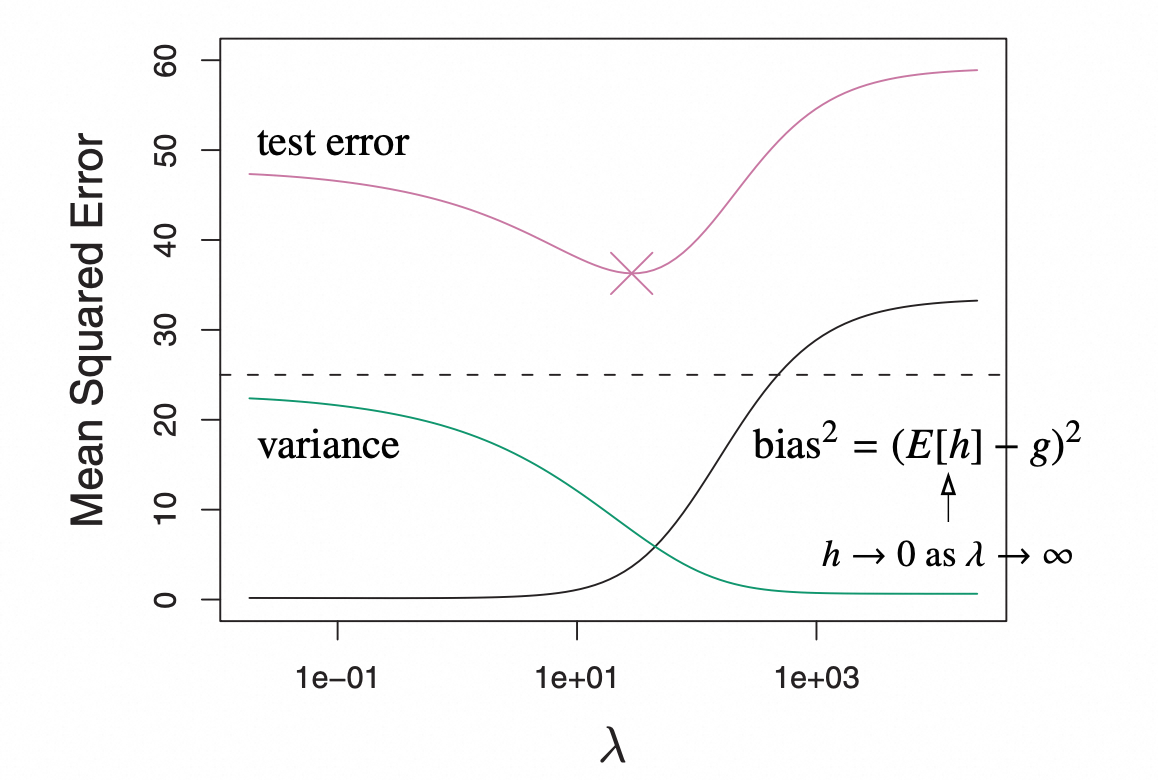 60
50
40
30
20
10
0
Mean Squared Error
test error
variance
bias² = (E[h] − g)²
h → 0 as λ → ∞
1e−01
1e+01
1e+03
λ